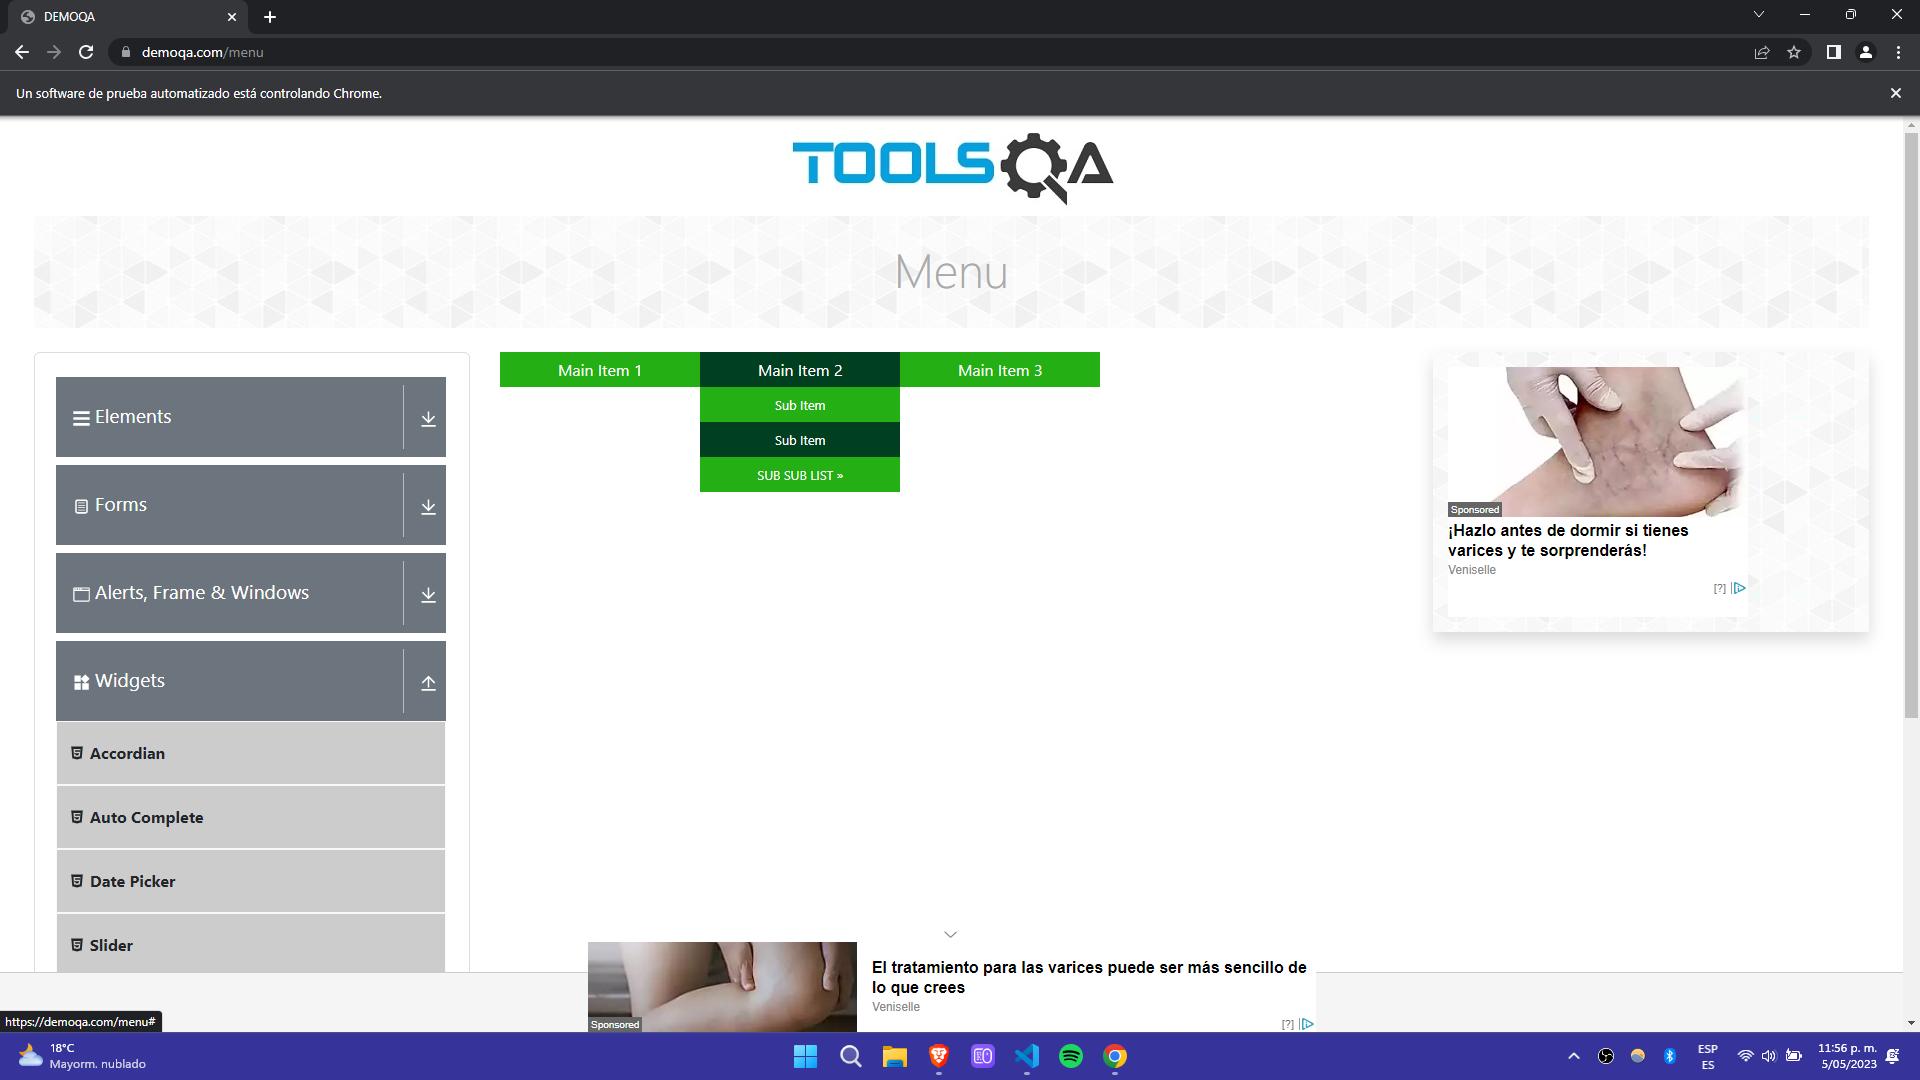 DEMOQA
demoqa.com/menu
Un software de prueba automatizado está controlando Chrome.
TOOLSQA
Menu
Elements
Forms
Alerts, Frame & Windows
Widgets
Accordian
Auto Complete
Date Picker
Slider
Main Item 1
Main Item 2
Main Item 3
Sub Item
Sub Item
SUB SUB LIST »
Sponsored
¡Hazlo antes de dormir si tienes
varices y te sorprenderás!
Veniselle
[?]
Sponsored
El tratamiento para las varices puede ser más sencillo de
lo que crees
Veniselle
[?]
https://demoqa.com/menu#
18°C
Mayorm. nublado
ESP
ES
11:56 p. m.
5/05/2023